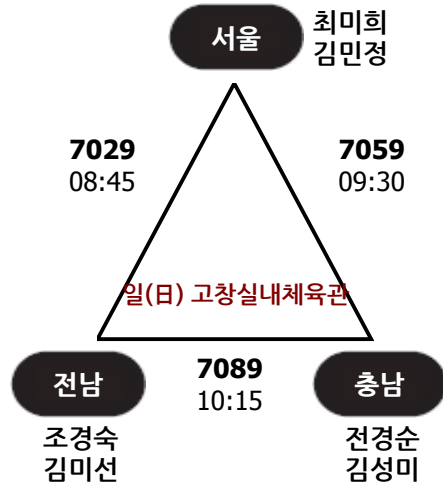 서울
최미희
김민정
7029
08:45
7059
09:30
일(日) 고창실내체육관
전남
7089
10:15
충남
조경숙
김미선
전경순
김성미